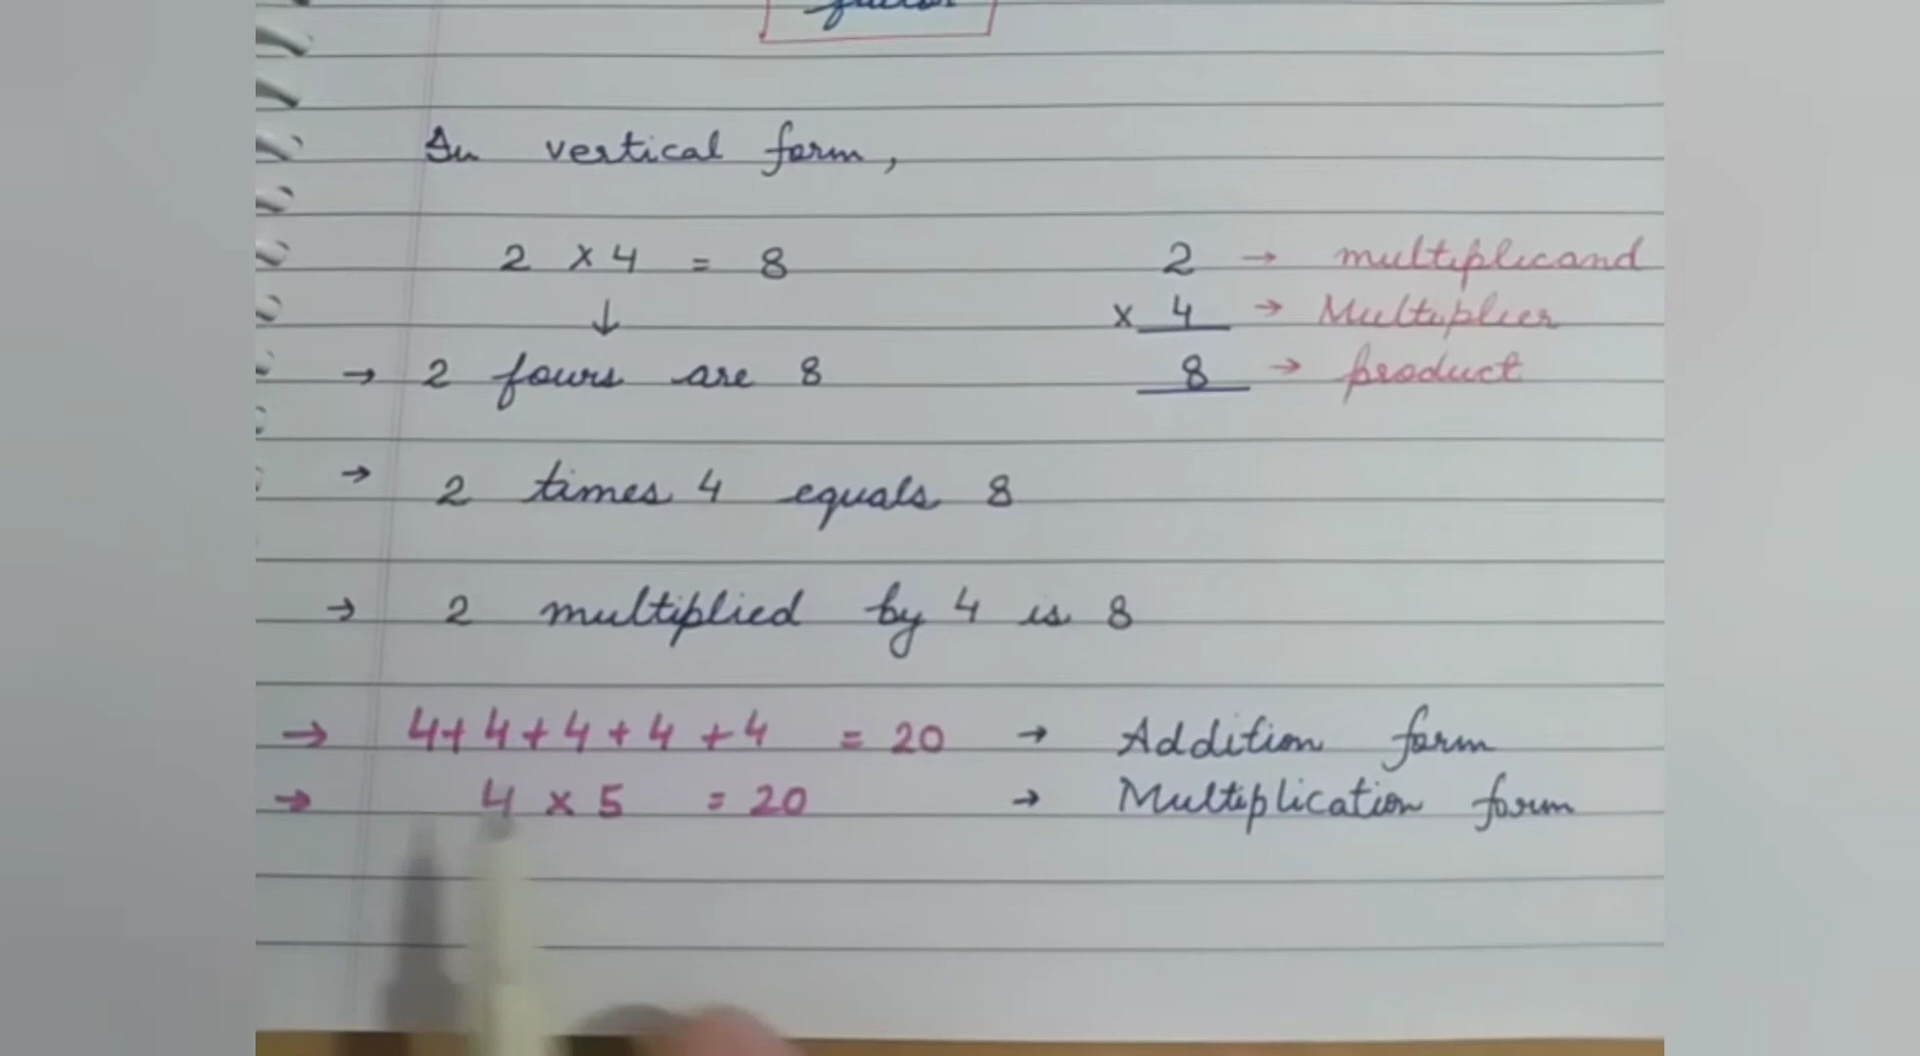 factor
In vertical form,
2 × 4 = 8
↓
→ 2 fours are 8
2 → multiplicand
× 4 → Multiplier
8 → product
→ 2 times 4 equals 8
→ 2 multiplied by 4 is 8
→ 4+4+4+4+4 = 20 → Addition form
→ 4 × 5 = 20 → Multiplication form